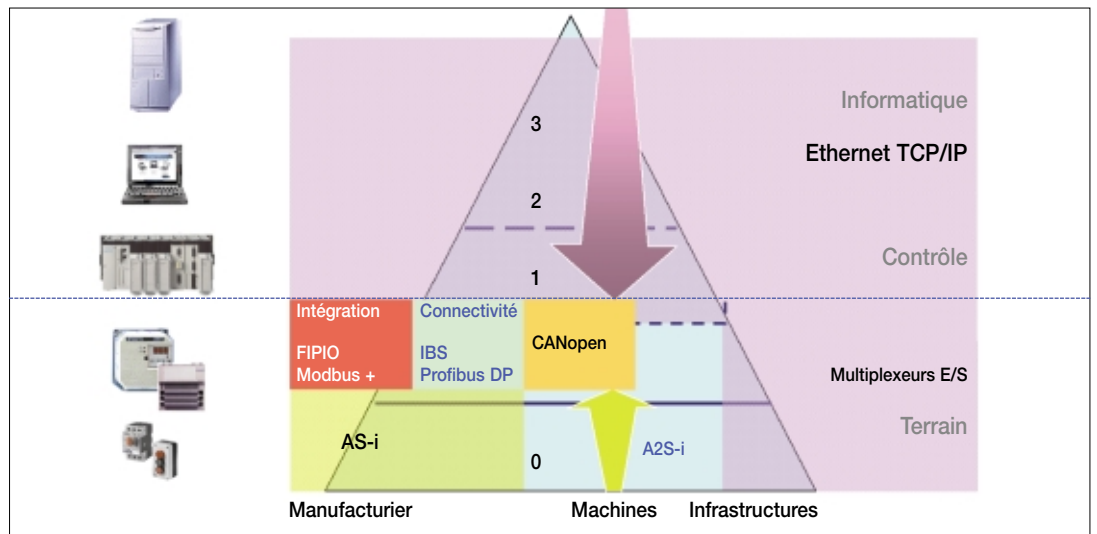 Informatique
3
Ethernet TCP/IP
2
Contrôle
1
Intégration
Connectivité
CANopen
FIPIO
IBS
Modbus +
Profibus DP
Multiplexeurs E/S
Terrain
AS-i
A2S-i
0
Manufacturier
Machines
Infrastructures